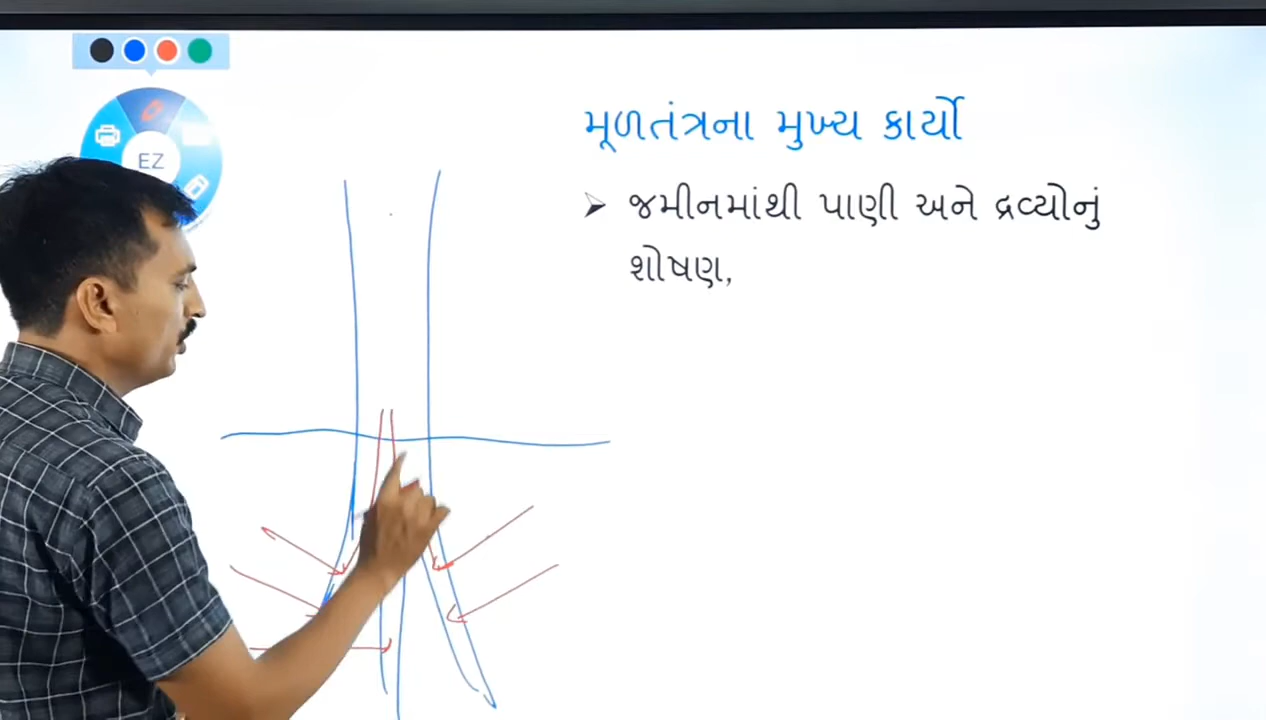 EZ
મૂળતંત્રના મુખ્ય કાર્યો
➢ જમીનમાંથી પાણી અને દ્રવ્યોનું
શોષણ,